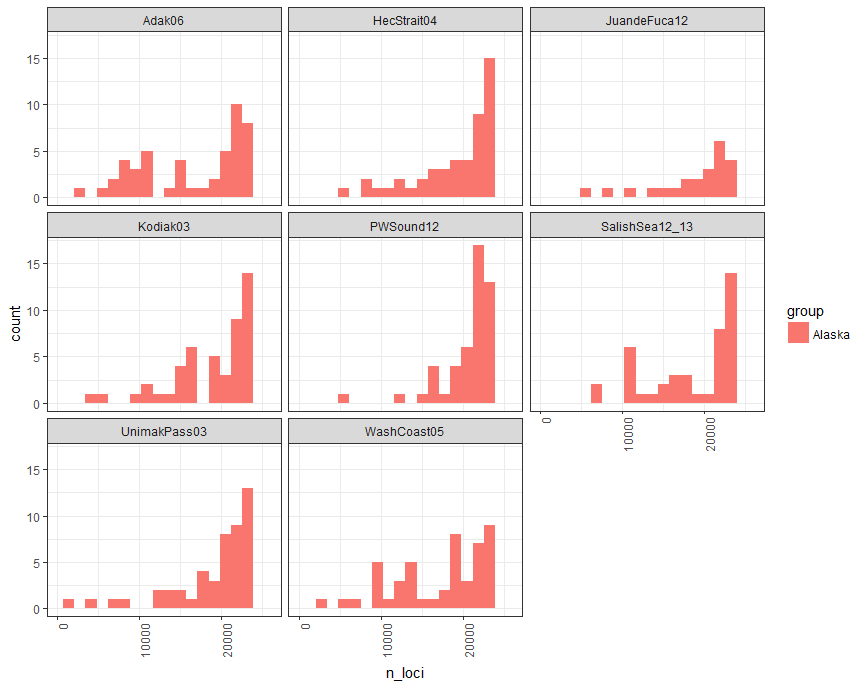 Adak06 HecStrait04 JuandeFuca12
15
10
5
0
Kodiak03 PWSound12 SalishSea12_13
15
10
5
0
count
group
Alaska
0 10000 20000
UnimakPass03 WashCoast05
15
10
5
0
0 10000 20000 0 10000 20000
n_loci